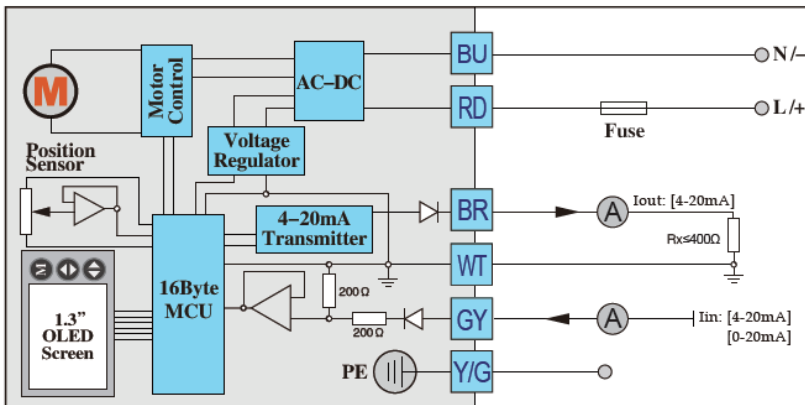 BU
N/−
M
Motor
Control
AC−DC
RD
L/+
Fuse
Voltage
Regulator
Position
Sensor
4−20mA
Transmitter
BR
A
Iout: [4-20mA]
Rx≤400Ω
WT
M
16Byte
MCU
200Ω
200Ω
GY
A
Iin: [4-20mA]
[0-20mA]
1.3”
OLED
Screen
PE
Y/G